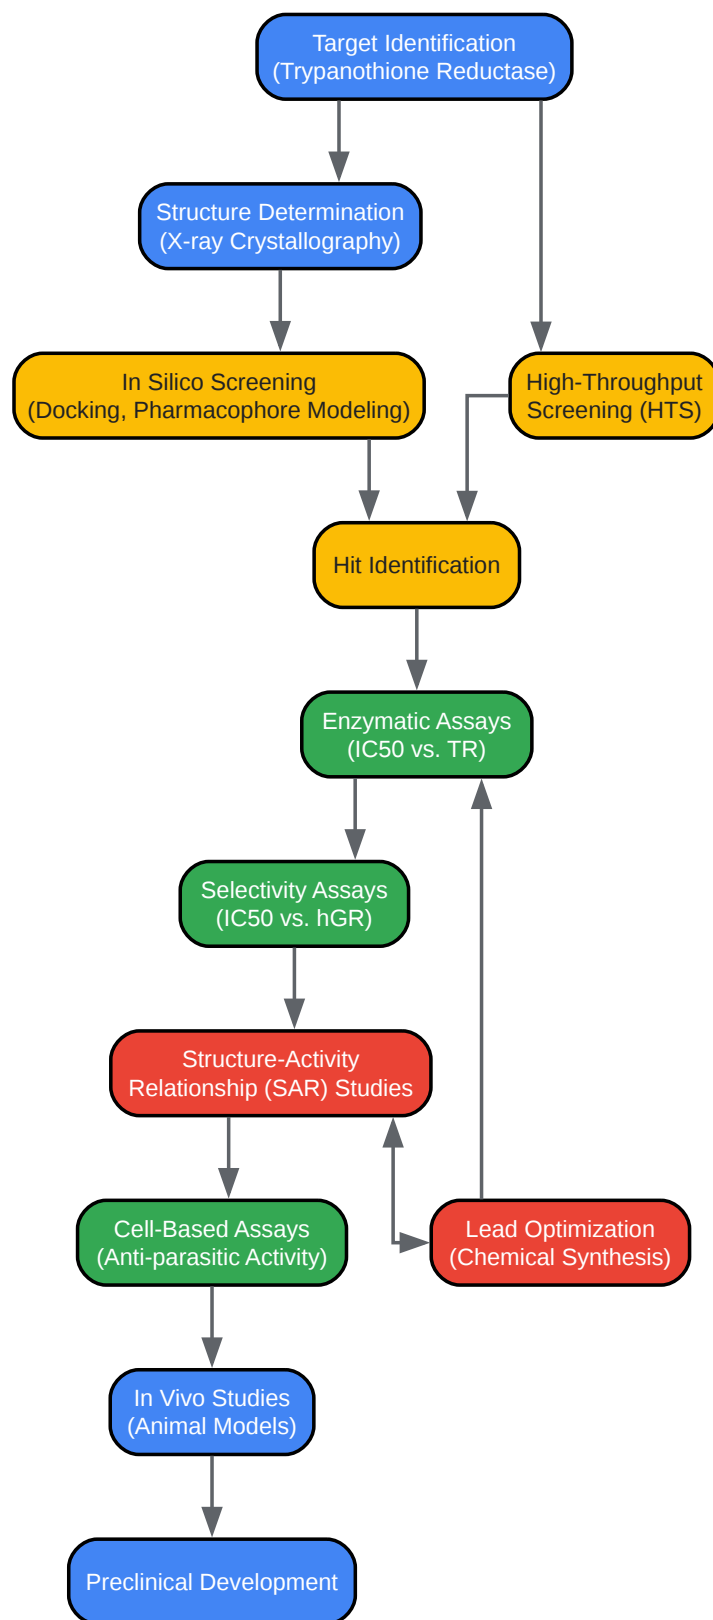 Target Identification
(Trypanothione Reductase)
Structure Determination
(X-ray Crystallography)
In Silico Screening
(Docking, Pharmacophore Modeling)
High-Throughput
Screening (HTS)
Hit Identification
Enzymatic Assays
(IC50 vs. TR)
Selectivity Assays
(IC50 vs. hGR)
Structure-Activity
Relationship (SAR) Studies
Cell-Based Assays
(Anti-parasitic Activity)
Lead Optimization
(Chemical Synthesis)
In Vivo Studies
(Animal Models)
Preclinical Development